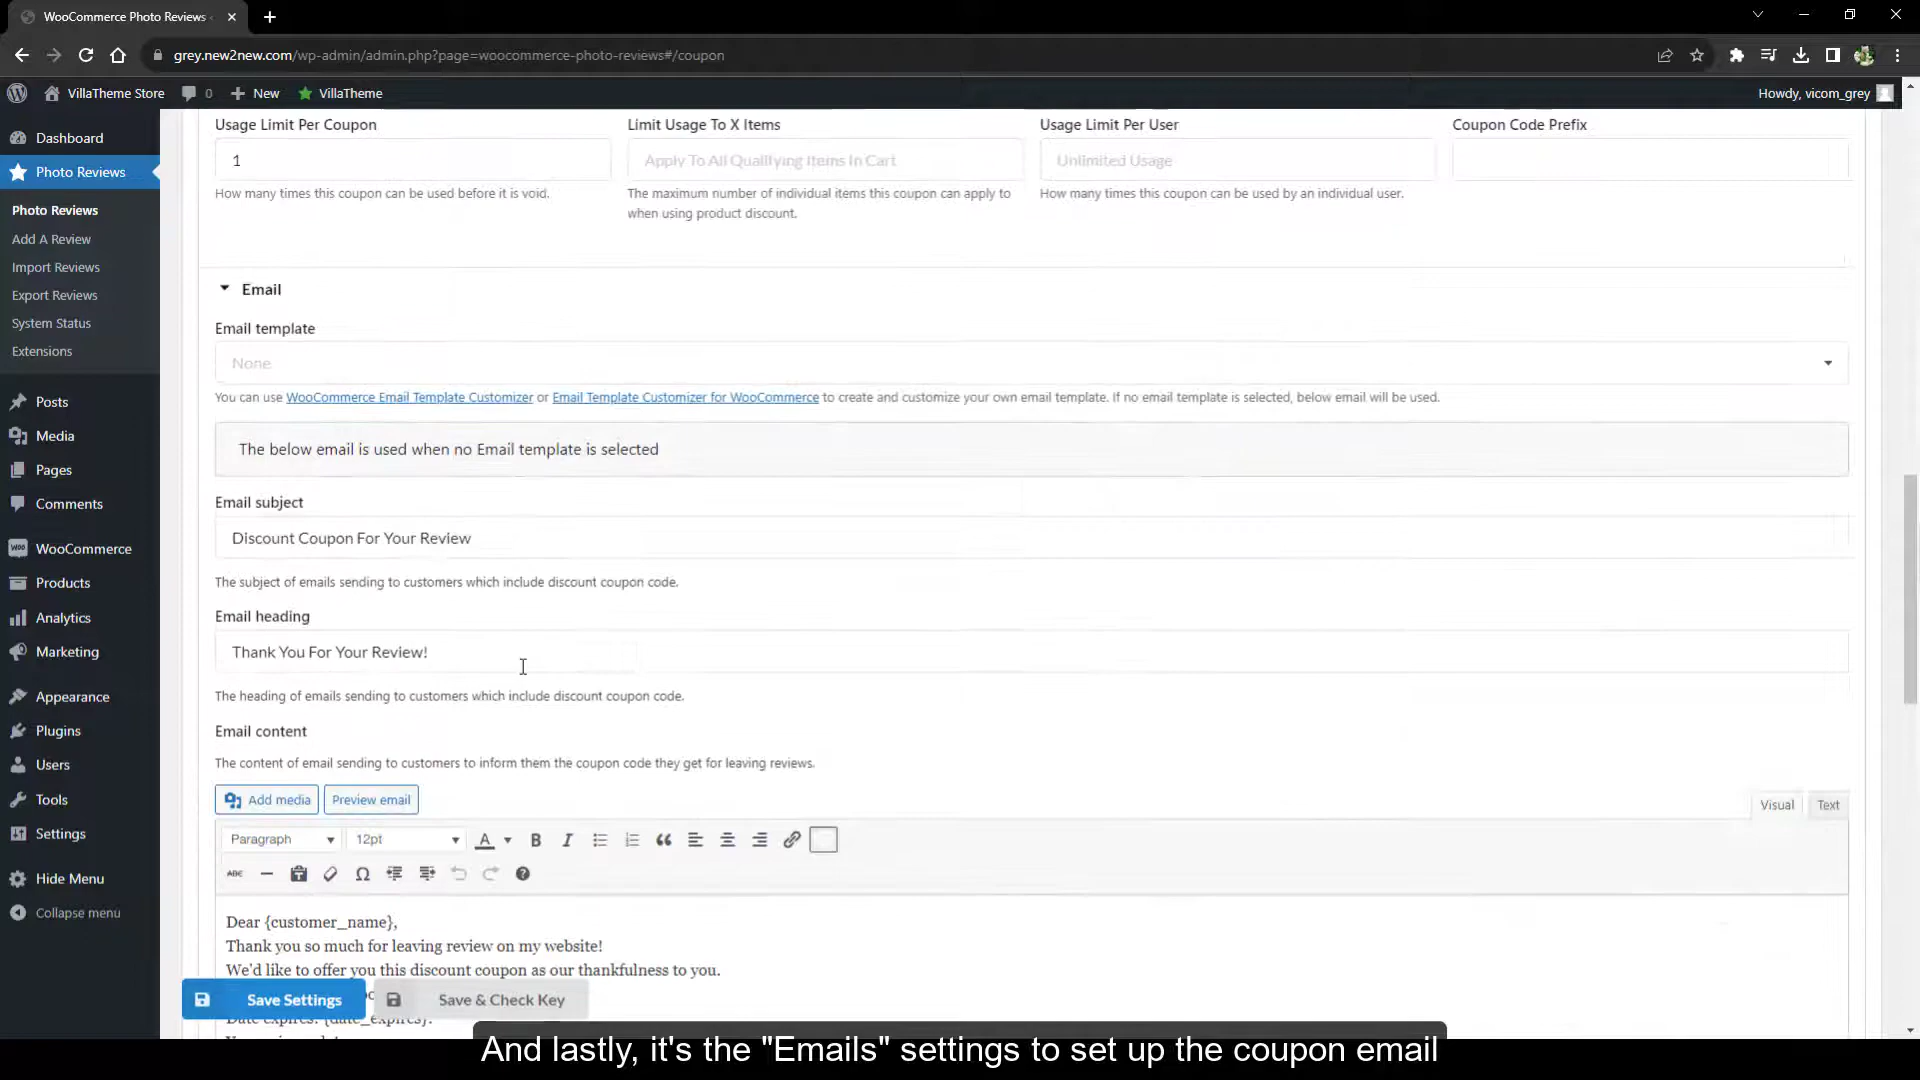 WooCommerce Photo Reviews
grey.new2new.com/wp-admin/admin.php?page=woocommerce-photo-reviews#/coupon
VillaTheme Store
0
New
VillaTheme
Howdy, vicom_grey
Dashboard
Photo Reviews
Photo Reviews
Add A Review
Import Reviews
Export Reviews
System Status
Extensions
Posts
Media
Pages
Comments
WooCommerce
Products
Analytics
Marketing
Appearance
Plugins
Users
Tools
Settings
Hide Menu
Collapse menu
Usage Limit Per Coupon
Limit Usage To X Items
Usage Limit Per User
Coupon Code Prefix
1
Apply To All Qualifying Items In Cart
Unlimited Usage
How many times this coupon can be used before it is void.
The maximum number of individual items this coupon can apply to
when using product discount.
How many times this coupon can be used by an individual user.
Email
Email template
None
You can use WooCommerce Email Template Customizer or Email Template Customizer for WooCommerce to create and customize your own email template. If no email template is selected, below email will be used.
The below email is used when no Email template is selected
Email subject
Discount Coupon For Your Review
The subject of emails sending to customers which include discount coupon code.
Email heading
Thank You For Your Review!
The heading of emails sending to customers which include discount coupon code.
Email content
The content of email sending to customers to inform them the coupon code they get for leaving reviews.
Add media
Preview email
Visual
Text
Paragraph
12pt
A
B
I
ABC
Dear {customer_name},
Thank you so much for leaving review on my website!
We'd like to offer you this discount coupon as our thankfulness to you.
Save Settings
Save & Check Key
Date expires: {date_expires}.
And lastly, it's the "Emails" settings to set up the coupon email